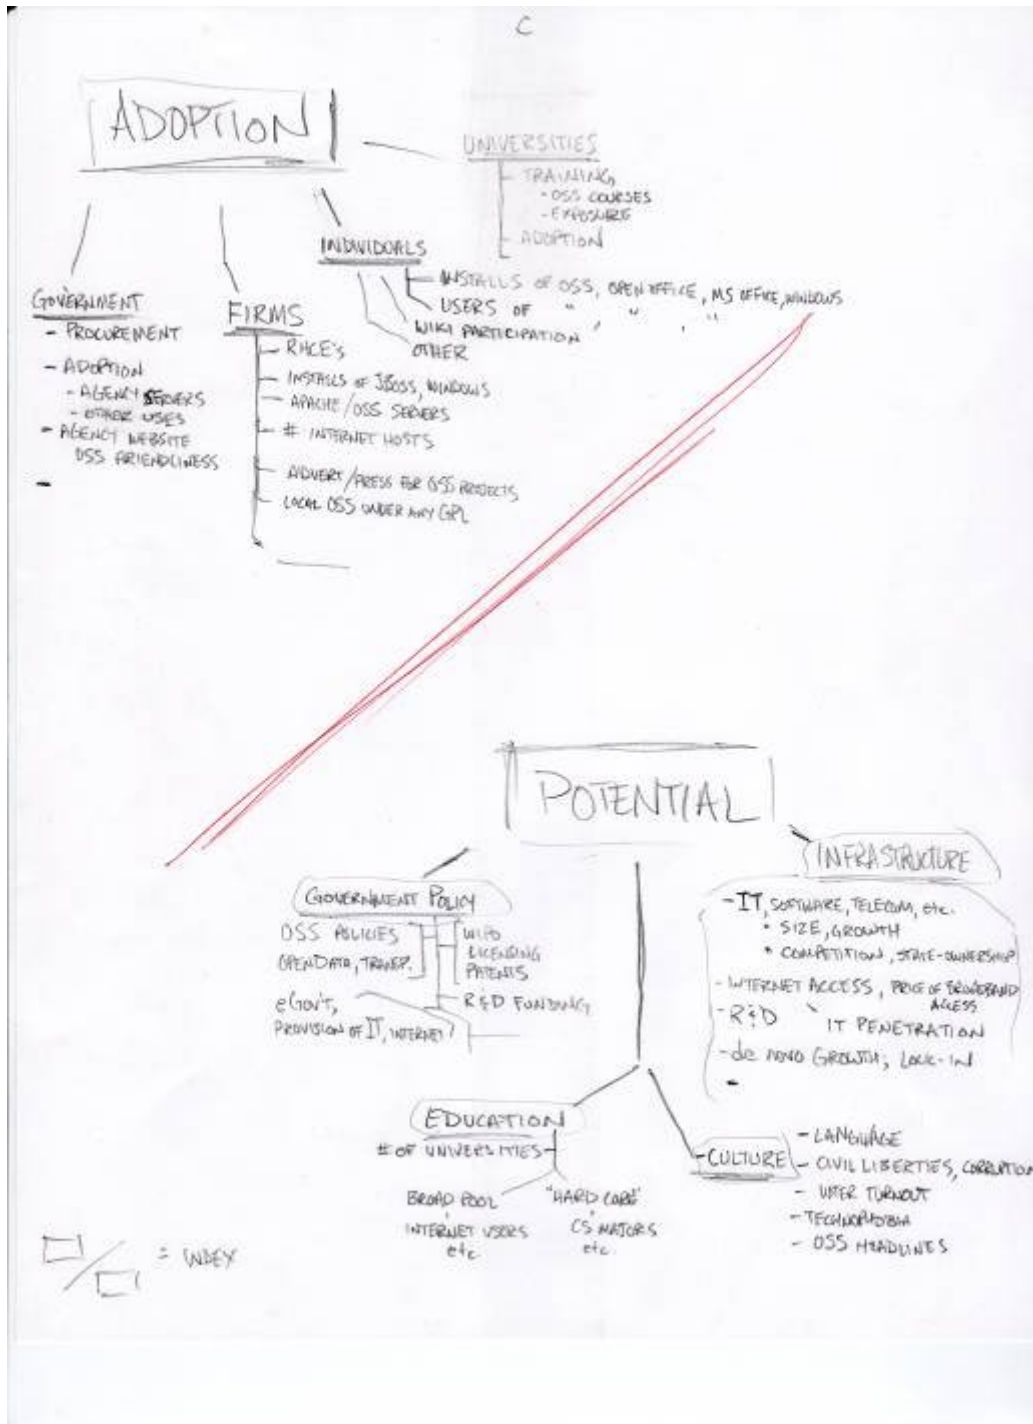 C
ADOPTION
UNIVERSITIES
- TRAINING
- OSS COURSES
- EXPOSURE
- ADOPTION
INDIVIDUALS
INSTALLS OF OSS, OPEN OFFICE, MS OFFICE, WINDOWS
USERS OF " , " , "
WIKI PARTICIPATION
OTHER
GOVERNMENT
- PROCUREMENT
- ADOPTION
- AGENCY SERVERS
- OTHER USES
- AGENCY WEBSITE
OSS FRIENDLINESS
-
FIRMS
- RHCE's
- INSTALLS OF JBOSS, WINDOWS
- APACHE/OSS SERVERS
- # INTERNET HOSTS
- ADVERT/PRESS FOR OSS PROJECTS
- LOCAL OSS UNDER ANY GPL
POTENTIAL
GOVERNMENT POLICY
OSS POLICIES
OPENDATA, TRANSP.
WIPO
LICENSING
PATENTS
R&D FUNDING
eGov't,
PROVISION OF IT, INTERNET
INFRASTRUCTURE
- IT, SOFTWARE, TELECOM, etc.
• SIZE, GROWTH
• COMPETITION, STATE-OWNERSHIP
- INTERNET ACCESS, PRICE OF BROADBAND
ACCESS
- R&D
IT PENETRATION
- de novo GROWTH; LOCK-IN
-
EDUCATION
# OF UNIVERSITIES
BROAD POOL
INTERNET USERS
etc
"HARD CORE"
CS MAJORS
etc.
CULTURE
- LANGUAGE
- CIVIL LIBERTIES, CORRUPTION
- VOTER TURNOUT
- TECHNOPHOBIA
- OSS HEADLINES
/ = INDEX